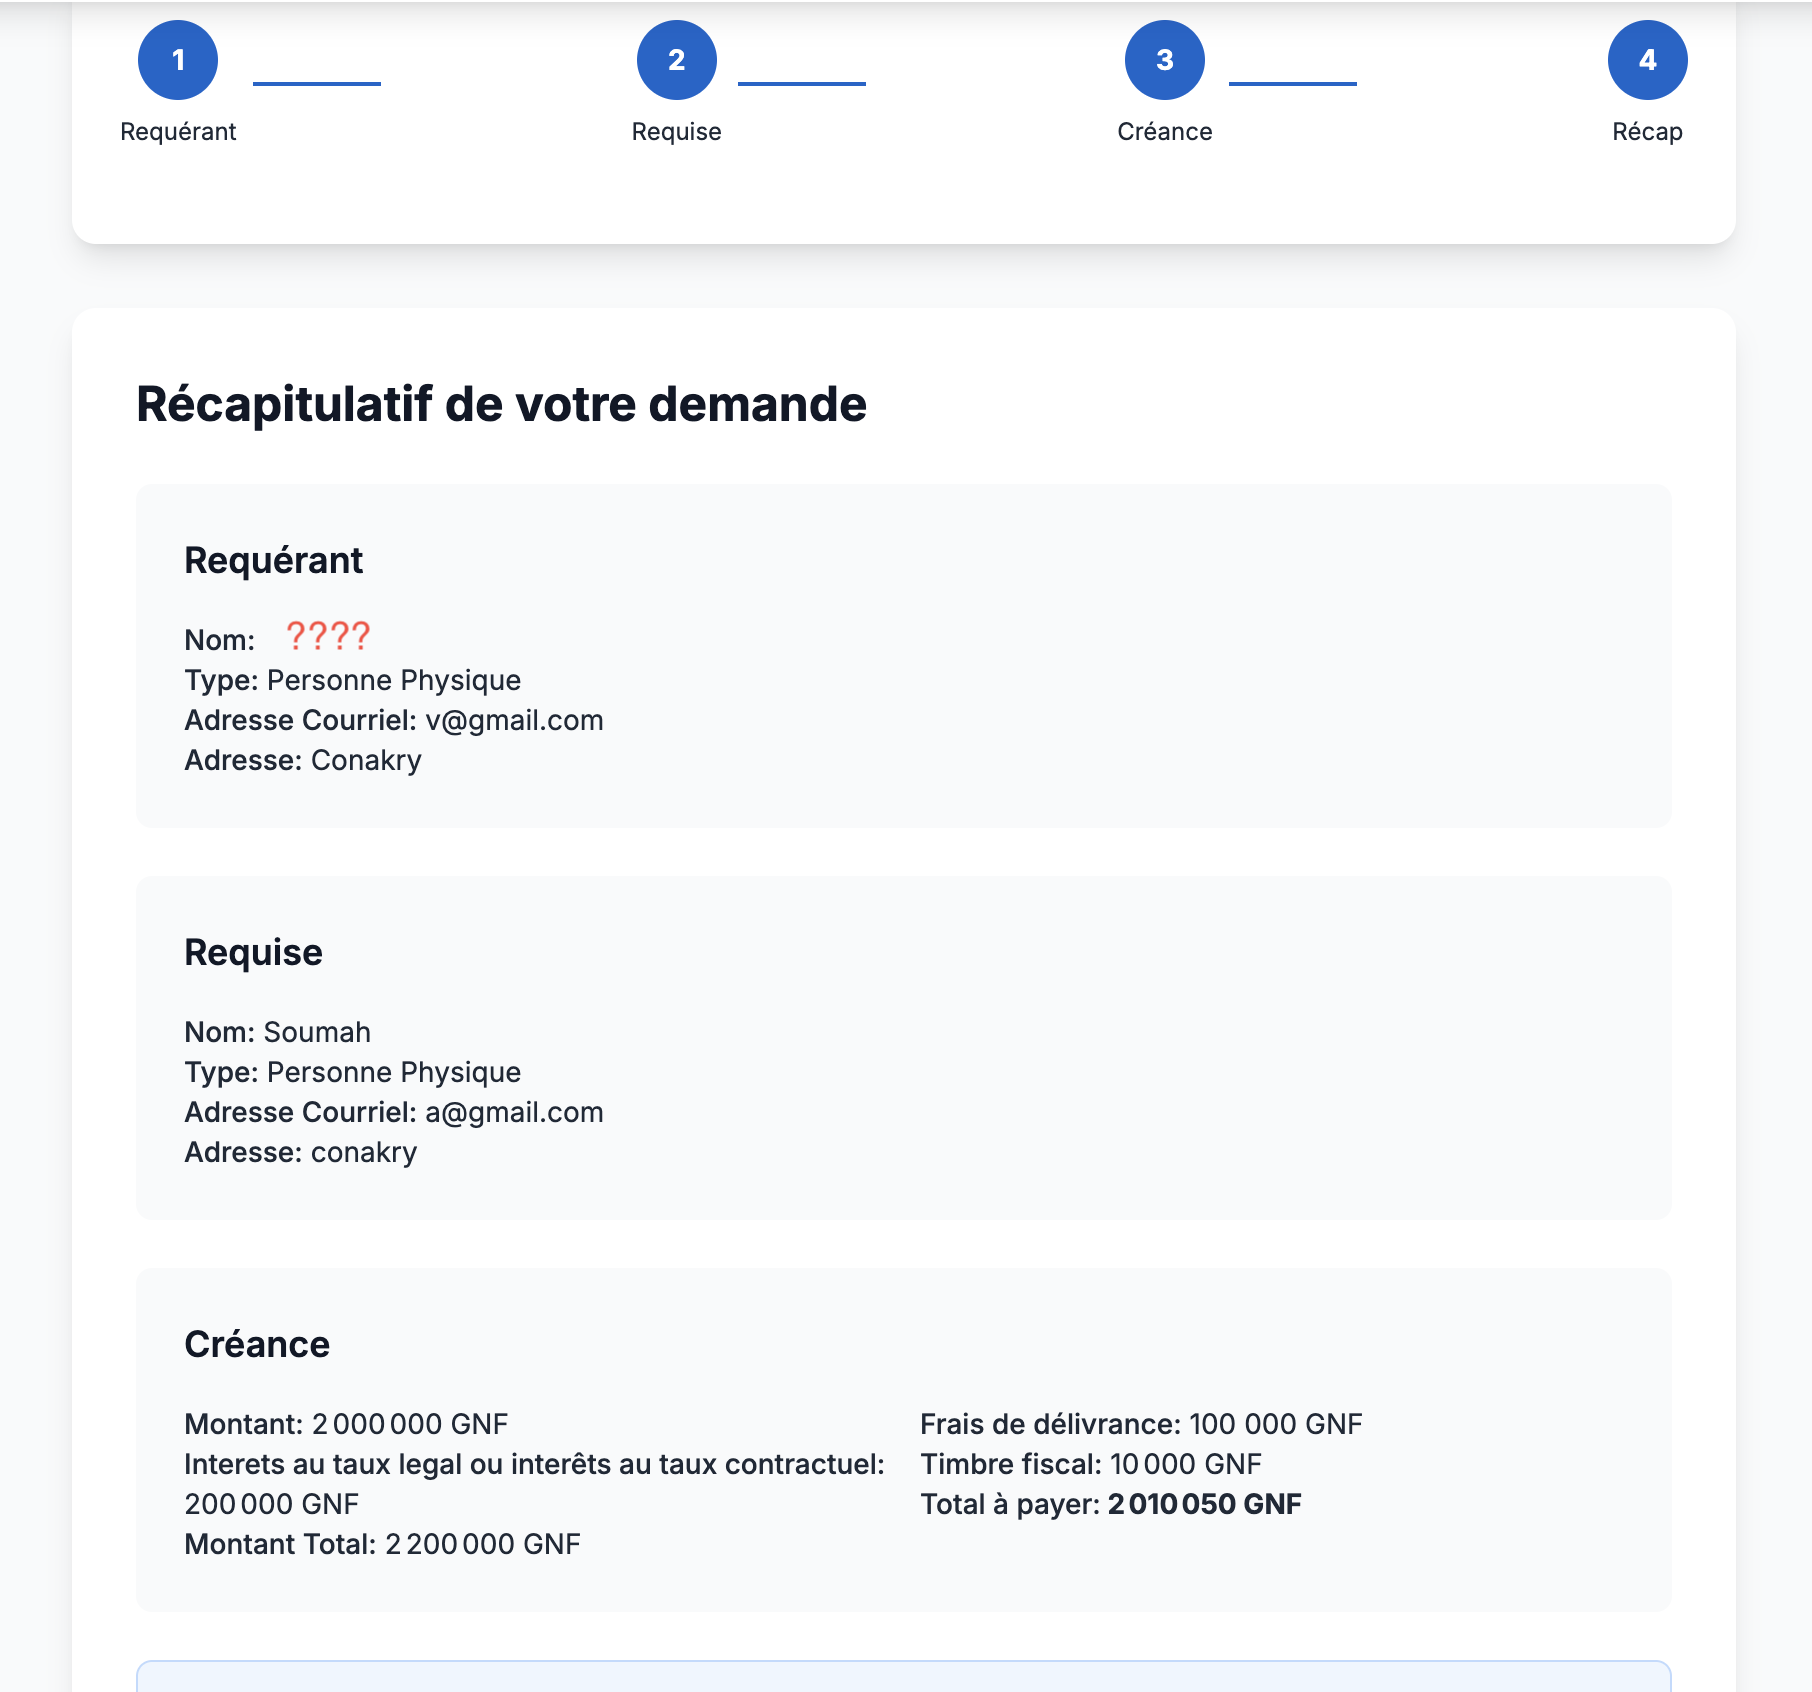 1
2
3
4
Requérant
Requise
Créance
Récap
Récapitulatif de votre demande
Requérant
Nom: ????
Type: Personne Physique
Adresse Courriel: v@gmail.com
Adresse: Conakry
Requise
Nom: Soumah
Type: Personne Physique
Adresse Courriel: a@gmail.com
Adresse: conakry
Créance
Montant: 2 000 000 GNF
Interets au taux legal ou interêts au taux contractuel:
200 000 GNF
Montant Total: 2 200 000 GNF
Frais de délivrance: 100 000 GNF
Timbre fiscal: 10 000 GNF
Total à payer: 2 010 050 GNF